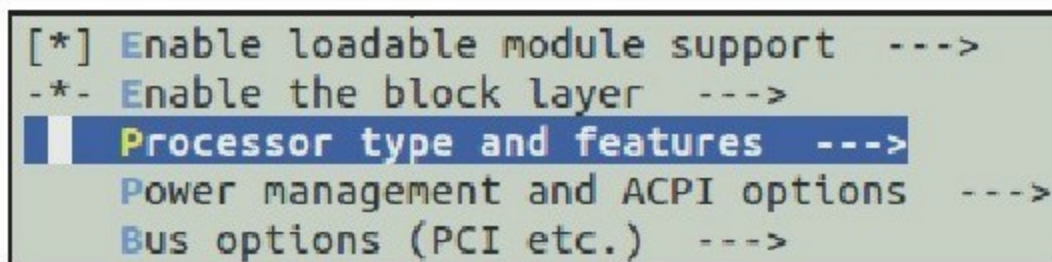 [*] Enable loadable module support  --->
-*- Enable the block layer  --->
    Processor type and features  --->
    Power management and ACPI options  --->
    Bus options (PCI etc.)  --->